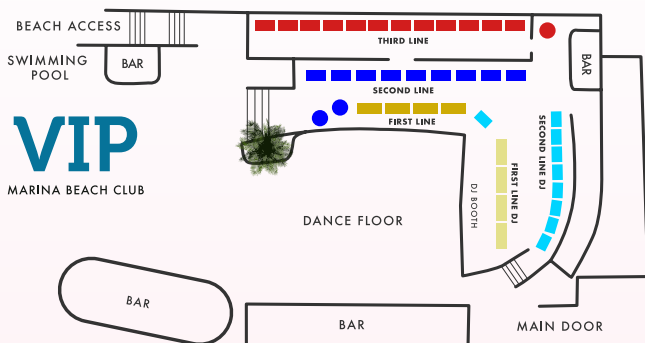 BEACH ACCESS
THIRD LINE
SWIMMING
POOL
BAR
BAR
SECOND LINE
FIRST LINE
VIP
MARINA BEACH CLUB
SECOND LINE DJ
FIRST LINE DJ
DJ BOOTH
DANCE FLOOR
BAR
BAR
MAIN DOOR